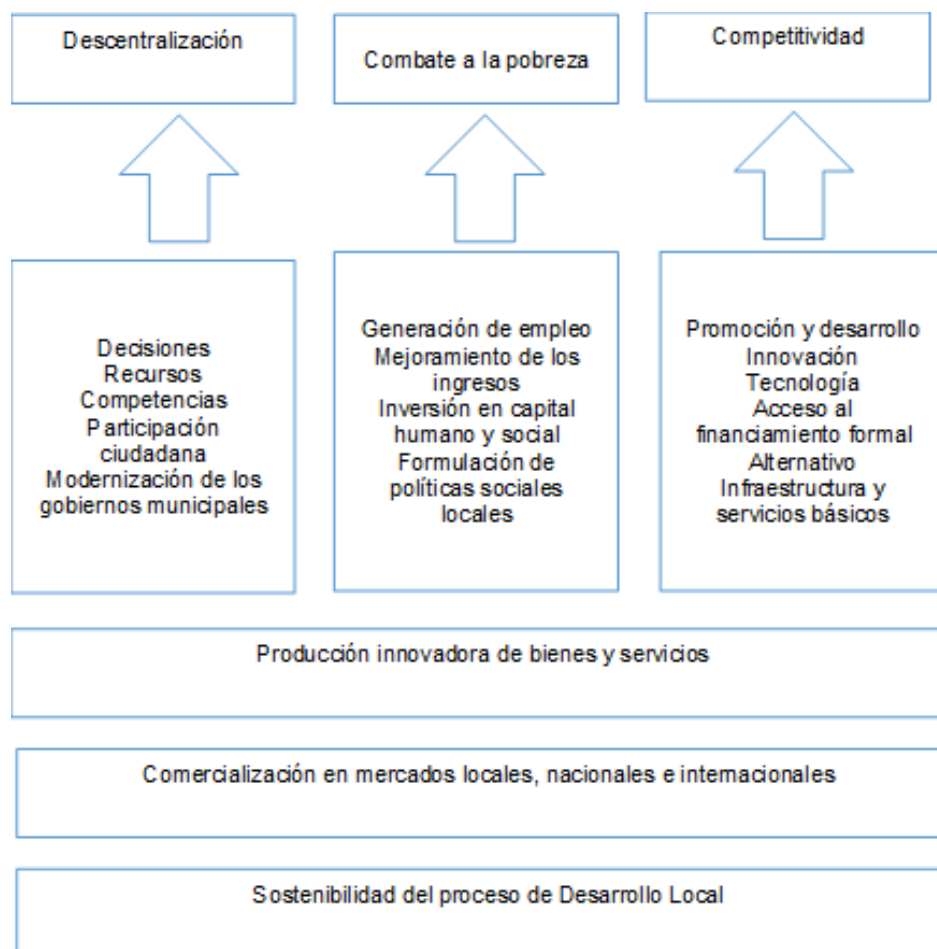 Descentralización
Combate a la pobreza
Competitividad
Decisiones
Recursos
Competencias
Participación
ciudadana
Modernización de los
gobiernos municipales
Generación de empleo
Mejoramiento de los
ingresos
Inversión en capital
humano y social
Formulación de
políticas sociales
locales
Promoción y desarrollo
Innovación
Tecnología
Acceso al
financiamiento formal
Alternativo
Infraestructura y
servicios básicos
Producción innovadora de bienes y servicios
Comercialización en mercados locales, nacionales e internacionales
Sostenibilidad del proceso de Desarrollo Local